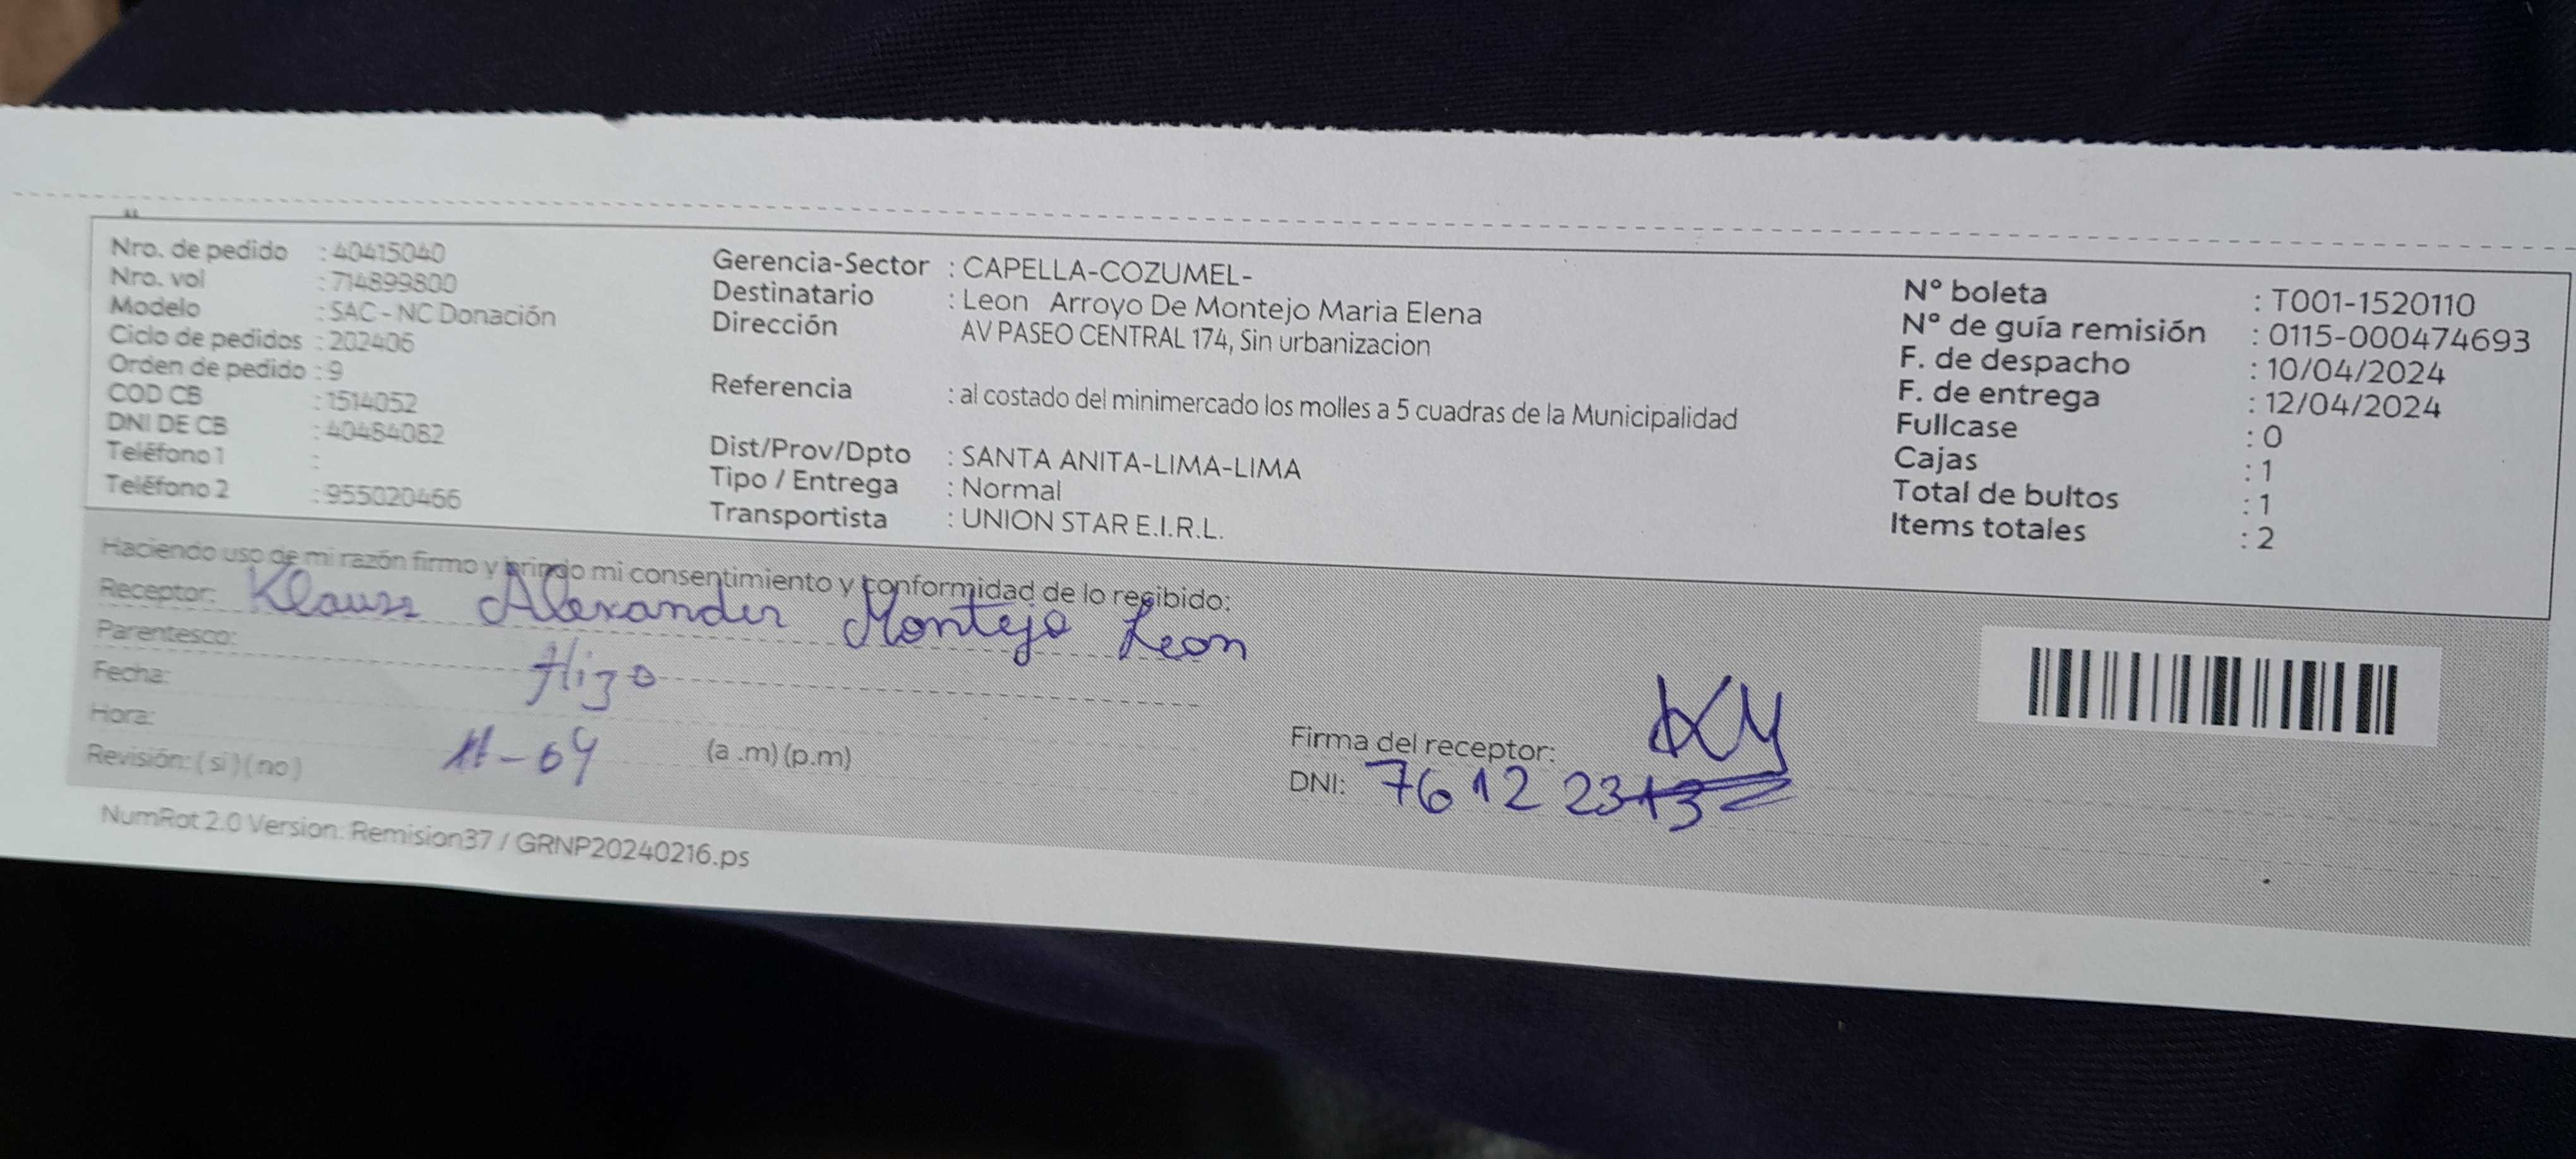 Nro. de pedido : 40415040
Nro. vol : 714899800
Modelo : SAC - NC Donación
Ciclo de pedidos : 202406
Orden de pedido : 9
COD CB : 1514052
DNI DE CB : 40484082
Teléfono 1 :
Teléfono 2 : 955020466
Gerencia-Sector : CAPELLA-COZUMEL-
Destinatario : Leon Arroyo De Montejo Maria Elena
Dirección AV PASEO CENTRAL 174, Sin urbanizacion
Referencia : al costado del minimercado los molles a 5 cuadras de la Municipalidad
Dist/Prov/Dpto : SANTA ANITA-LIMA-LIMA
Tipo / Entrega : Normal
Transportista : UNION STAR E.I.R.L.
N° boleta : T001-1520110
N° de guía remisión : 0115-000474693
F. de despacho : 10/04/2024
F. de entrega : 12/04/2024
Fullcase : 0
Cajas : 1
Total de bultos : 1
Items totales : 2
Haciendo uso de mi razón firmo y brindo mi consentimiento y conformidad de lo recibido:
Receptor: Klauss Alexander Montejo Leon
Parentesco: Hijo
Fecha:
Hora: 11-04 (a .m) (p.m)
Revisión: ( si ) ( no )
Firma del receptor:
DNI: 76 12 23 13
NumRot 2.0 Version: Remision37 / GRNP20240216.ps